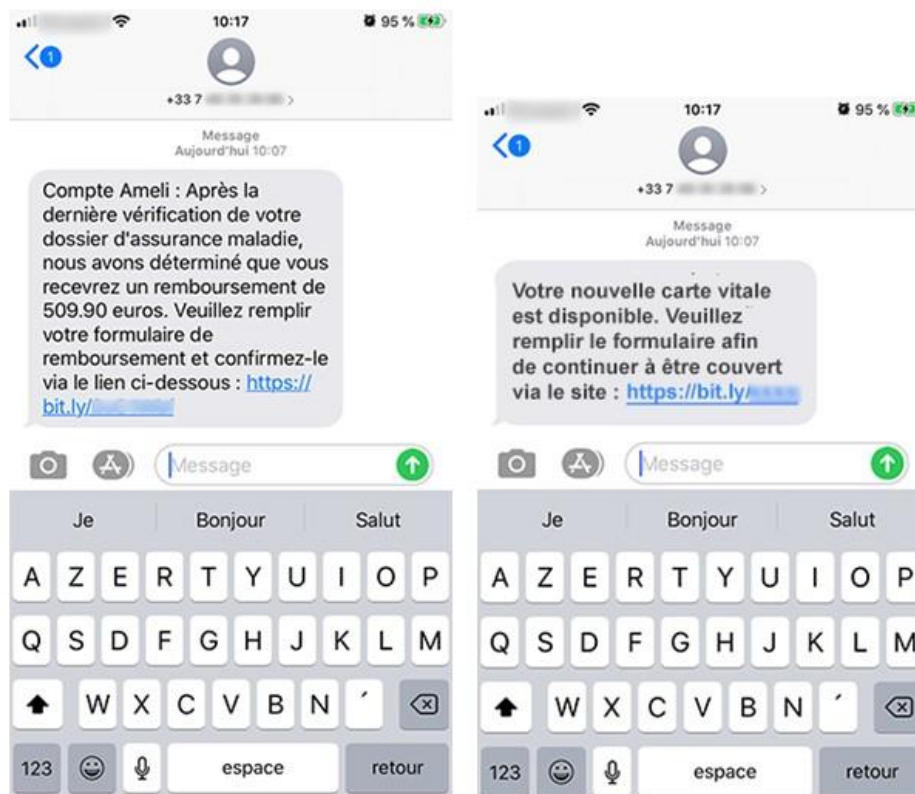 10:17
95 %
1
+33 7
Message
Aujourd'hui 10:07
Compte Ameli : Après la
dernière vérification de votre
dossier d'assurance maladie,
nous avons déterminé que vous
recevrez un remboursement de
509.90 euros. Veuillez remplir
votre formulaire de
remboursement et confirmez-le
via le lien ci-dessous : https://
bit.ly/
Message
Je Bonjour Salut
A Z E R T Y U I O P
Q S D F G H J K L M
W X C V B N ´
123 espace retour
10:17
95 %
1
+33 7
Message
Aujourd'hui 10:07
Votre nouvelle carte vitale
est disponible. Veuillez
remplir le formulaire afin
de continuer à être couvert
via le site : https://bit.ly/
Message
Je Bonjour Salut
A Z E R T Y U I O P
Q S D F G H J K L M
W X C V B N ´
123 espace retour